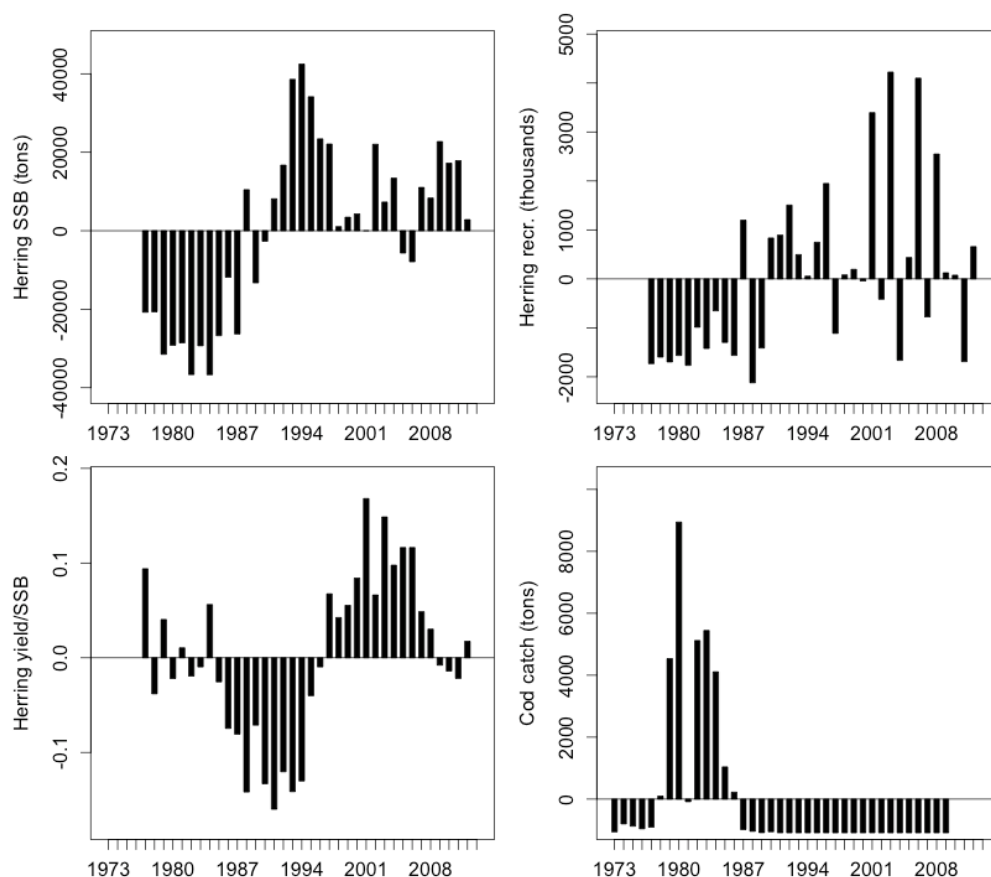 Herring SSB (tons)
40000
20000
0
-20000
-40000
1973 1980 1987 1994 2001 2008
Herring recr. (thousands)
5000
3000
1000
0
-2000
1973 1980 1987 1994 2001 2008
Herring yield/SSB
0.2
0.1
0.0
-0.1
1973 1980 1987 1994 2001 2008
Cod catch (tons)
8000
6000
4000
2000
0
1973 1980 1987 1994 2001 2008